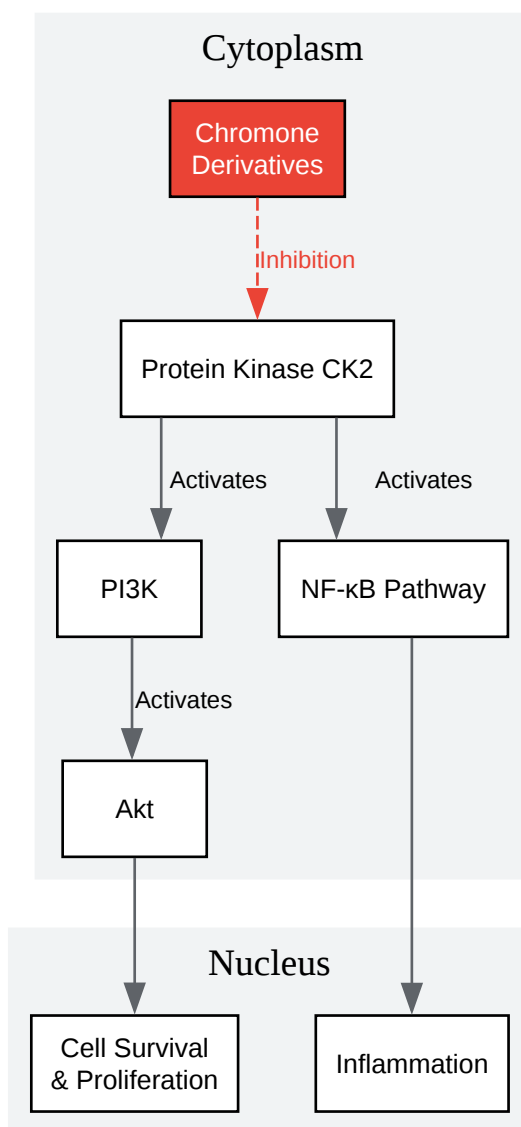 Cytoplasm
Chromone
Derivatives
Inhibition
Protein Kinase CK2
Activates
Activates
PI3K
NF-κB Pathway
Activates
Akt
Nucleus
Cell Survival
& Proliferation
Inflammation